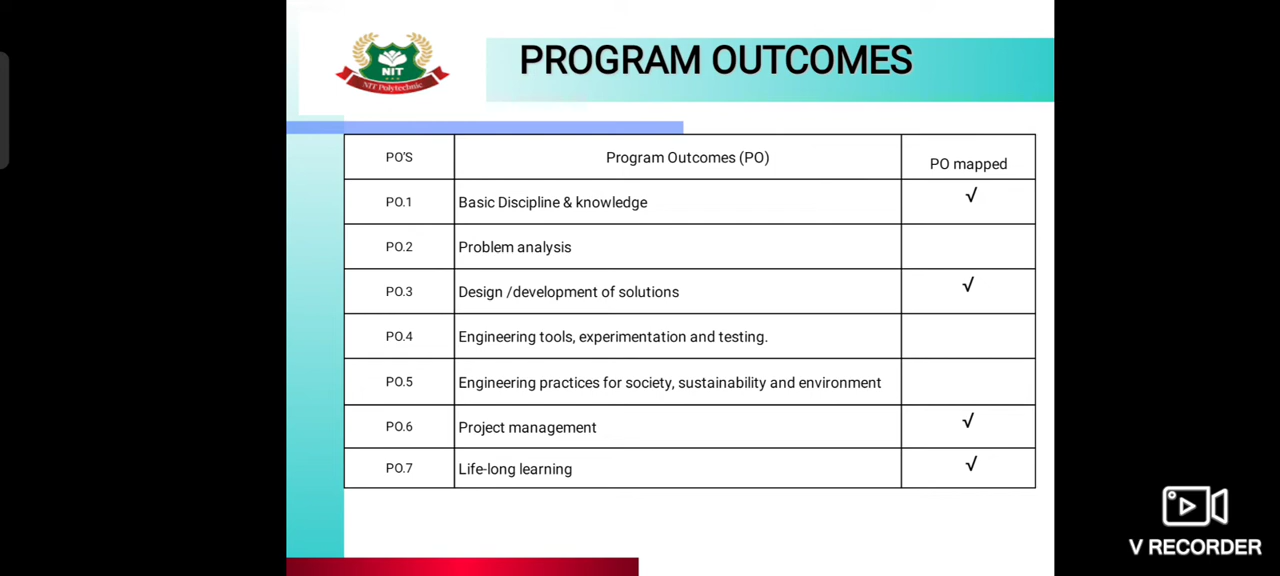 NIT
NIT Polytechnic
PROGRAM OUTCOMES
PO'S Program Outcomes (PO) PO mapped
PO.1 Basic Discipline & knowledge √
PO.2 Problem analysis
PO.3 Design /development of solutions √
PO.4 Engineering tools, experimentation and testing.
PO.5 Engineering practices for society, sustainability and environment
PO.6 Project management √
PO.7 Life-long learning √
V RECORDER